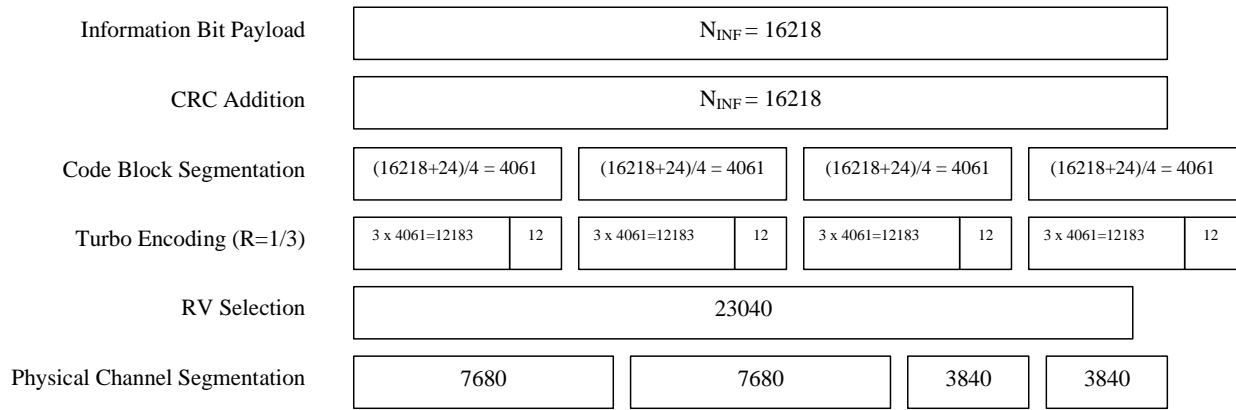 Information Bit Payload N_INF = 16218
CRC Addition N_INF = 16218
Code Block Segmentation (16218+24)/4 = 4061 (16218+24)/4 = 4061 (16218+24)/4 = 4061 (16218+24)/4 = 4061
Turbo Encoding (R=1/3) 3 x 4061=12183 12 3 x 4061=12183 12 3 x 4061=12183 12 3 x 4061=12183 12
RV Selection 23040
Physical Channel Segmentation 7680 7680 3840 3840